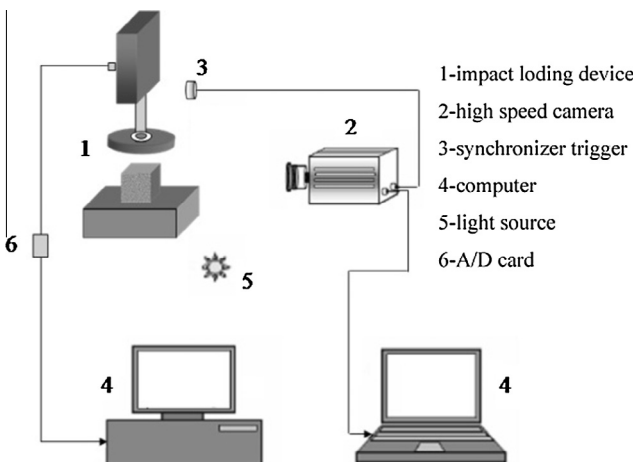 3
1-impact loding device
2
2-high speed camera
1
3-synchronizer trigger
4-computer
5-light source
6
6-A/D card
5
4
4